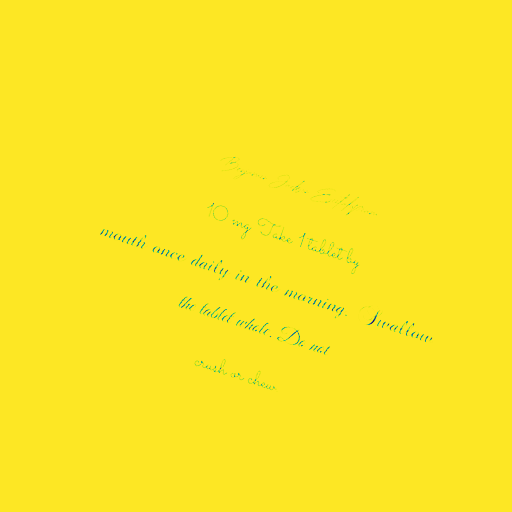 10 mg Take 1 tablet by
mouth once daily in the morning. Swallow
the tablet whole. Do not
crush or chew